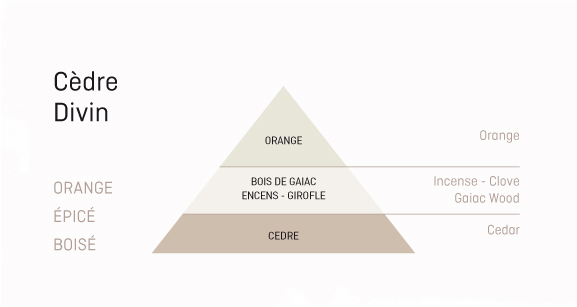 Cèdre
Divin
ORANGE
ÉPICÉ
BOISÉ
ORANGE
BOIS DE GAIAC
ENCENS - GIROFLE
CEDRE
Orange
Incense - Clove
Gaiac Wood
Cedar